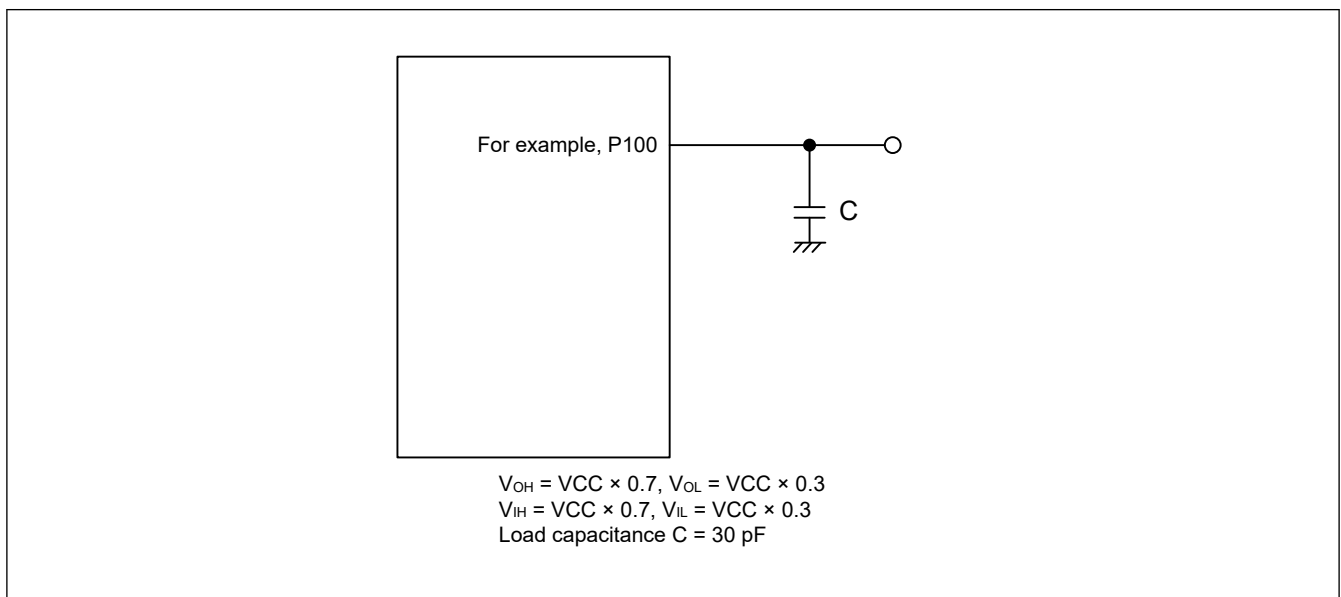 For example, P100
C
VOH = VCC × 0.7, VOL = VCC × 0.3
VIH = VCC × 0.7, VIL = VCC × 0.3
Load capacitance C = 30 pF